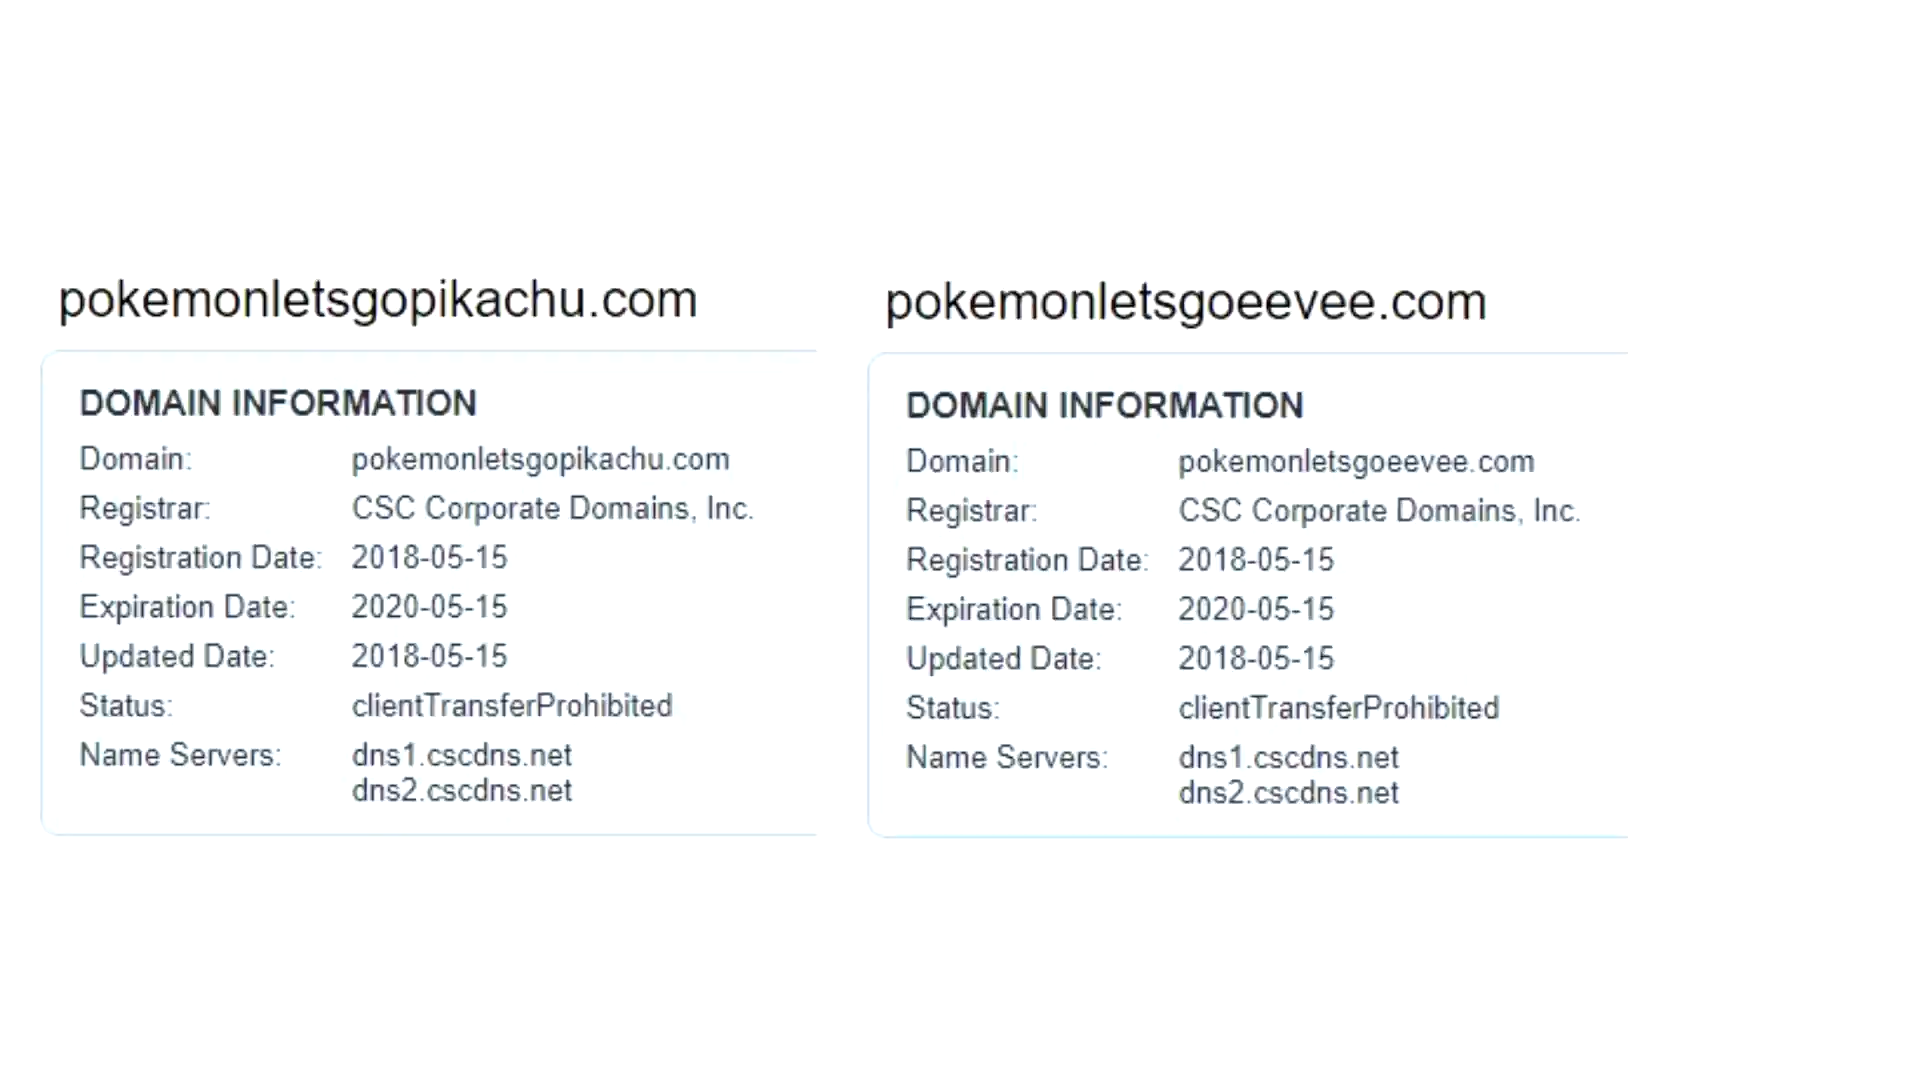 pokemonletsgopikachu.com
DOMAIN INFORMATION
Domain: pokemonletsgopikachu.com
Registrar: CSC Corporate Domains, Inc.
Registration Date: 2018-05-15
Expiration Date: 2020-05-15
Updated Date: 2018-05-15
Status: clientTransferProhibited
Name Servers: dns1.cscdns.net
dns2.cscdns.net
pokemonletsgoeevee.com
DOMAIN INFORMATION
Domain: pokemonletsgoeevee.com
Registrar: CSC Corporate Domains, Inc.
Registration Date: 2018-05-15
Expiration Date: 2020-05-15
Updated Date: 2018-05-15
Status: clientTransferProhibited
Name Servers: dns1.cscdns.net
dns2.cscdns.net